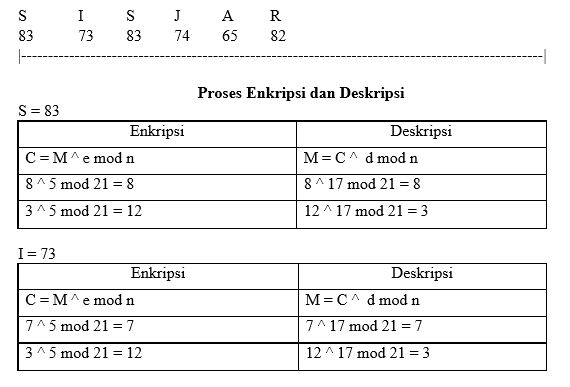 S I S J A R
83 73 83 74 65 82
|-----------------------------------------------------------------------------------------------------|
Proses Enkripsi dan Deskripsi
S = 83
Enkripsi Deskripsi
C = M ^ e mod n M = C ^ d mod n
8 ^ 5 mod 21 = 8 8 ^ 17 mod 21 = 8
3 ^ 5 mod 21 = 12 12 ^ 17 mod 21 = 3
I = 73
Enkripsi Deskripsi
C = M ^ e mod n M = C ^ d mod n
7 ^ 5 mod 21 = 7 7 ^ 17 mod 21 = 7
3 ^ 5 mod 21 = 12 12 ^ 17 mod 21 = 3